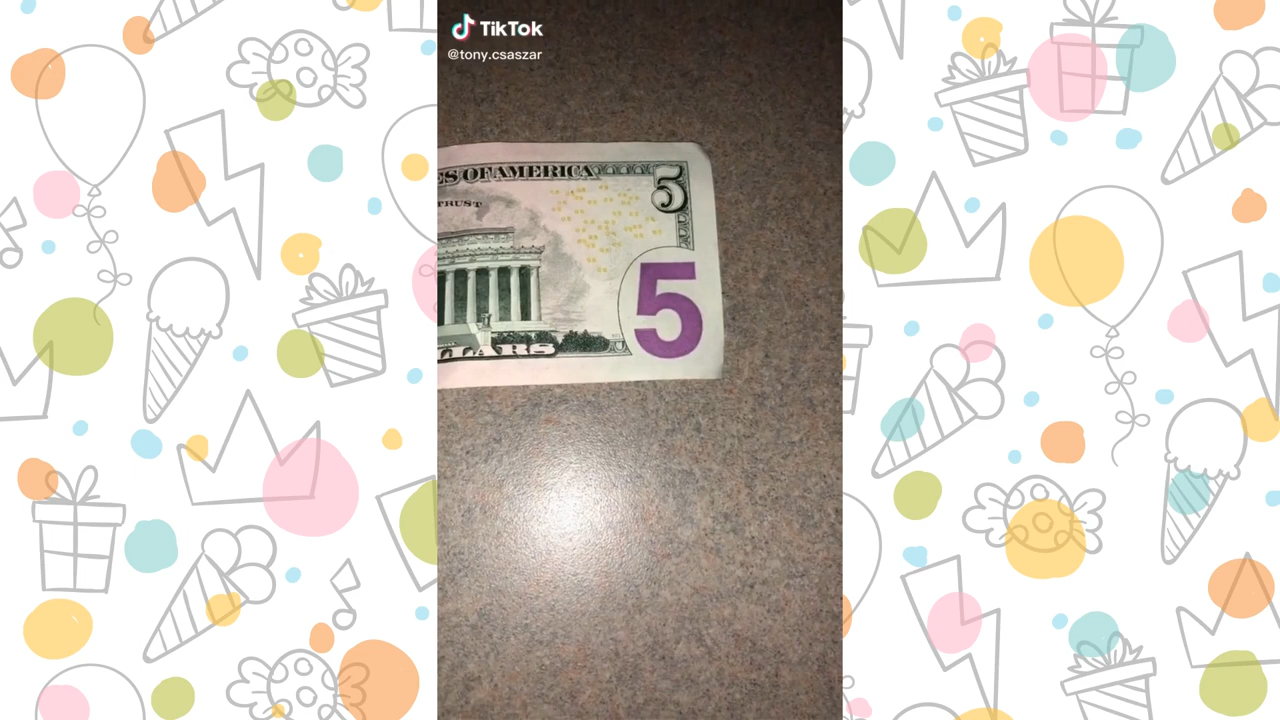 TikTok
@tony.csaszar
ES OF AMERICA
5
TRUST
5
LLARS